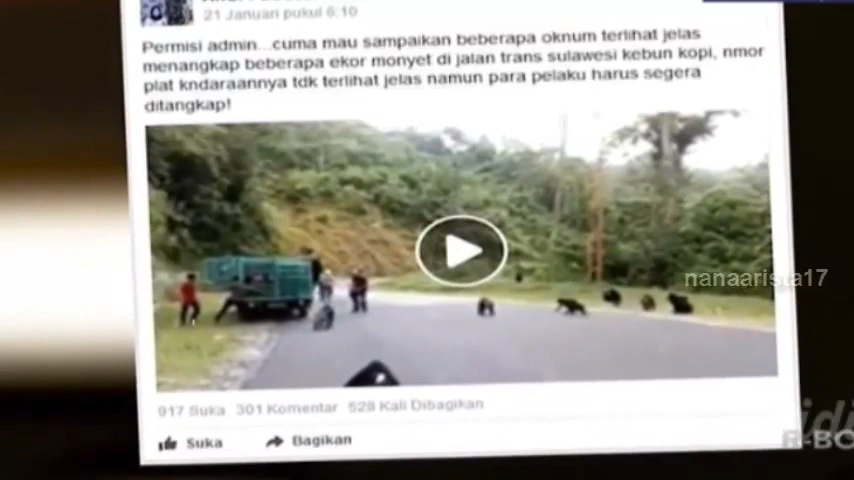 21 Januari pukul 6:10
Permisi admin...cuma mau sampaikan beberapa oknum terlihat jelas
menangkap beberapa ekor monyet di jalan trans sulawesi kebun kopi, nmor
plat kndaraannya tdk terlihat jelas namun para pelaku harus segera
ditangkap!
nanaarista17
917 Suka 301 Komentar 528 Kali Dibagikan
Suka Bagikan